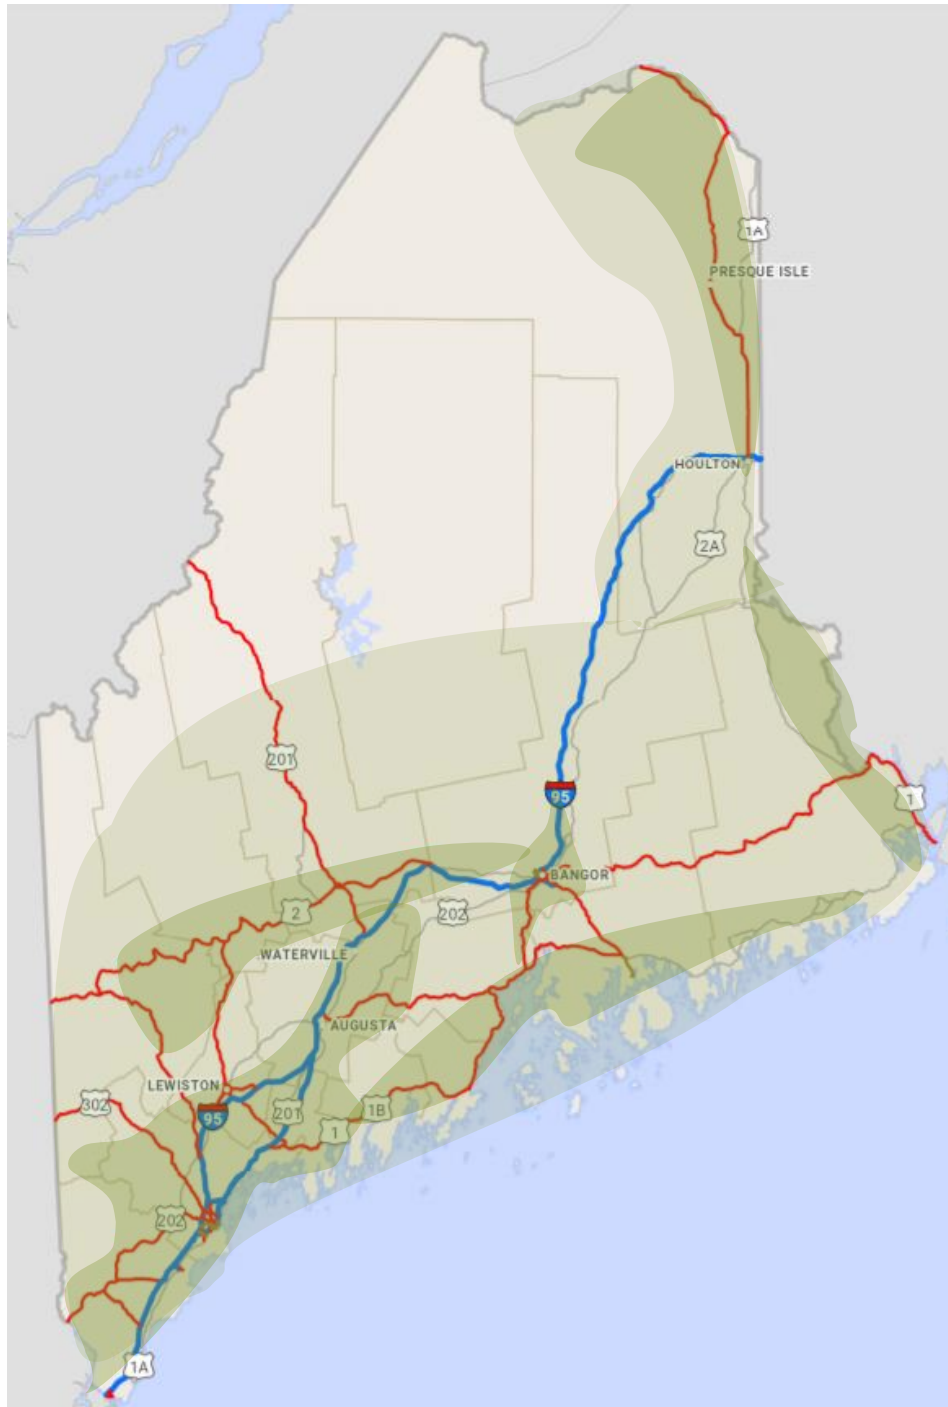 1A
PRESQUE ISLE
HOULTON
2A
201
95
1
BANGOR
2
202
WATERVILLE
AUGUSTA
LEWISTON
302
95
201
1B
1
202
1A